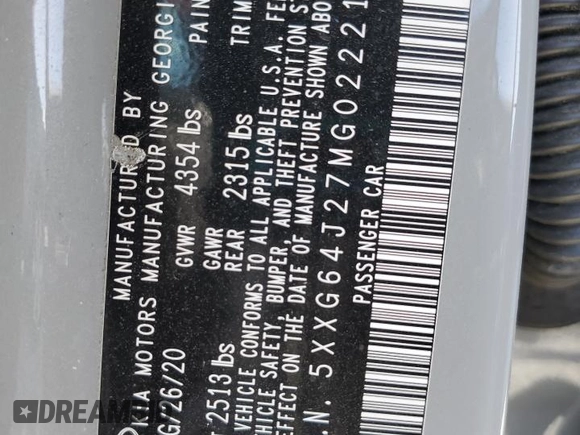 MANUFACTURED BY
KIA MOTORS MANUFACTURING GEORGI
G/26/20 GVWR 4354 lbs PAIN
GAWR
2513 lbs REAR 2315 lbs TRIM
VEHICLE CONFORMS TO ALL APPLICABLE U.S.A. FE
VEHICLE SAFETY, BUMPER, AND THEFT PREVENTION ST
EFFECT ON THE DATE OF MANUFACTURE SHOWN ABO
.N. 5XXG64J27MG02221
PASSENGER CAR
DREAM